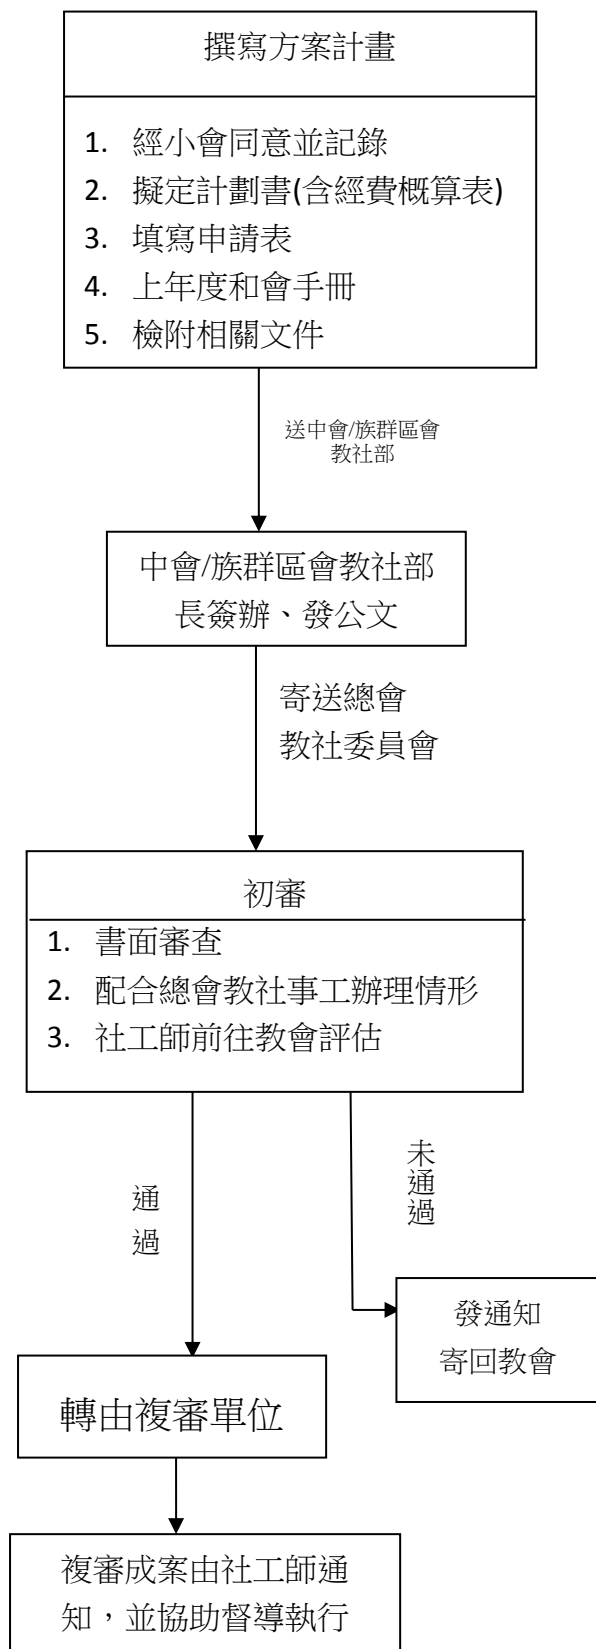 撰寫方案計畫
1. 經小會同意並記錄
2. 擬定計劃書(含經費概算表)
3. 填寫申請表
4. 上年度和會手冊
5. 檢附相關文件
送中會/族群區會
教社部
中會/族群區會教社部
長簽辦、發公文
寄送總會
教社委員會
初審
1. 書面審查
2. 配合總會教社事工辦理情形
3. 社工師前往教會評估
通過
未通過
發通知
寄回教會
轉由複審單位
複審成案由社工師通
知，並協助督導執行